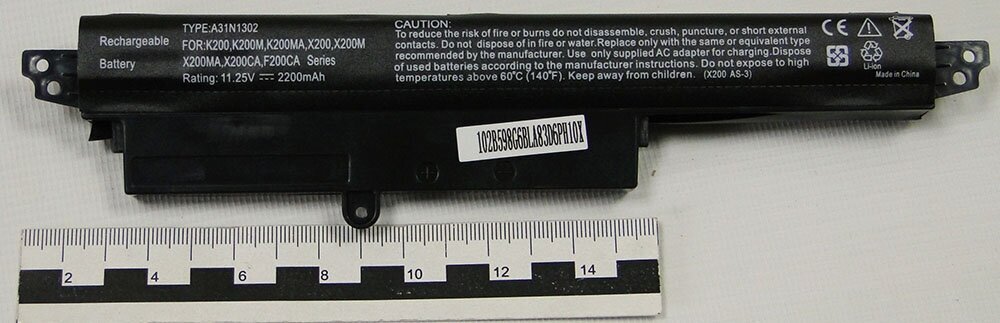 TYPE:A31N1302
Rechargeable
Battery
FOR:K200,K200M,K200MA,X200,X200M
X200MA,X200CA,F200CA Series
Rating: 11.25V 2200mAh
CAUTION:
To reduce the risk of fire or burns do not disassemble, crush, puncture, or short external
contacts. Do not dispose of in fire or water.Replace only with the same or equivalent type
recommended by the manufacturer. Use only supplied AC adapter for charging.Dispose
of used batteries according to the manufacturer instructions. Do not expose to high
temperatures above 60°C (140°F). Keep away from children. (X200 AS-3)
CE
Li-ion
Made in China
102B598G6BLA83D6PH10X
2 4 6 8 10 12 14